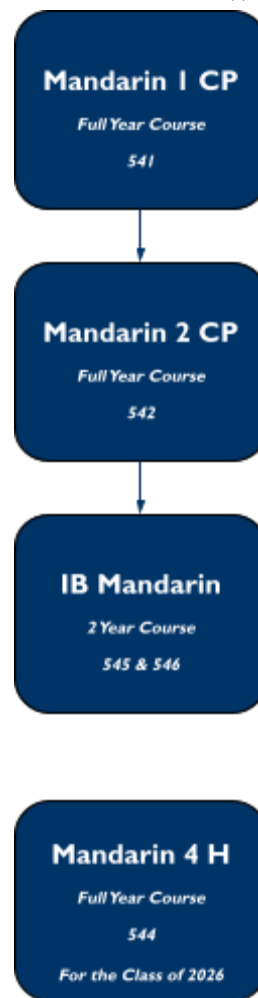 Mandarin 1 CP
Full Year Course
541
Mandarin 2 CP
Full Year Course
542
IB Mandarin
2 Year Course
545 & 546
Mandarin 4 H
Full Year Course
544
For the Class of 2026